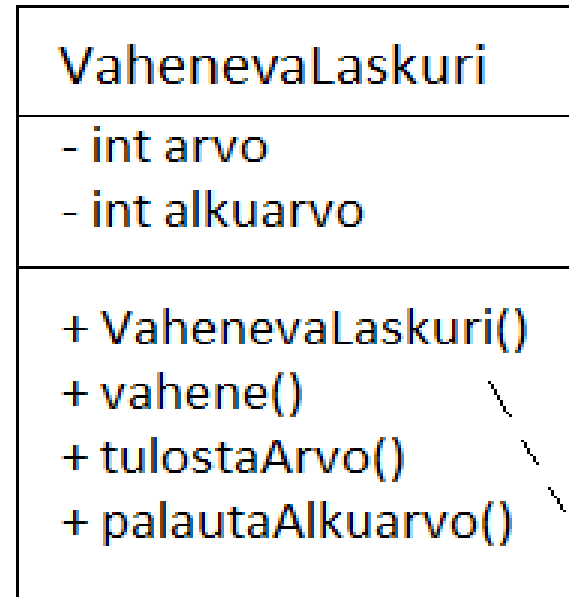 VahenevaLaskuri
- int arvo
- int alkuarvo
+ VahenevaLaskuri()
+ vahene()
+ tulostaArvo()
+ palautaAlkuarvo()